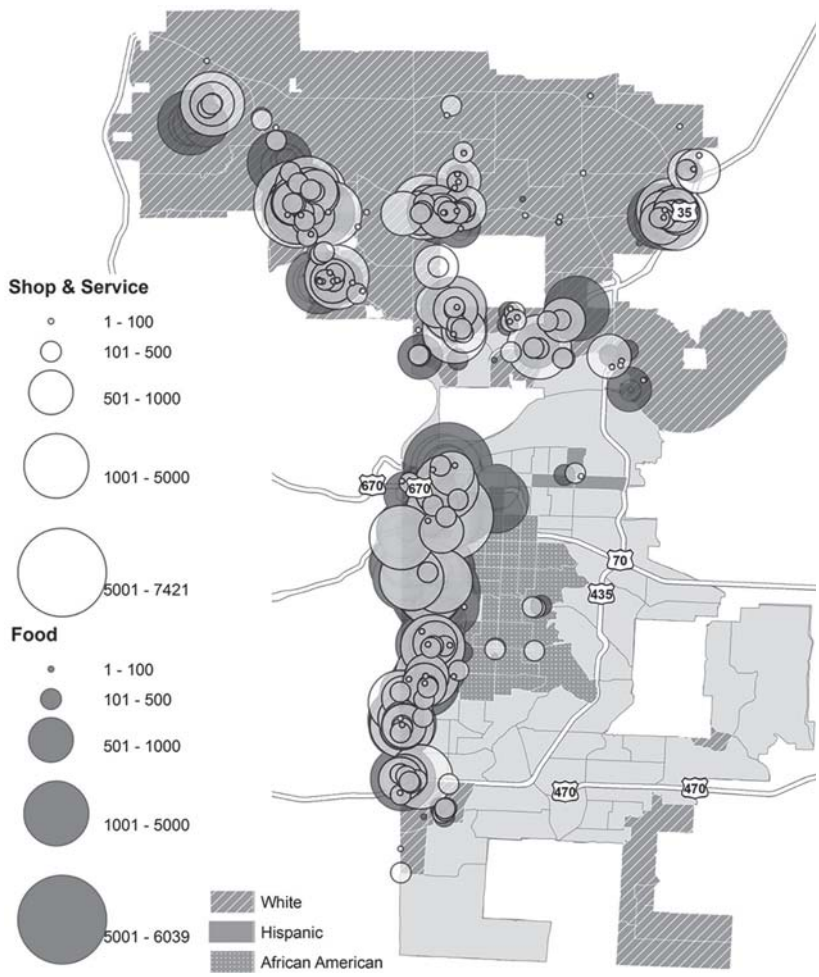 35
Shop & Service
1 - 100
101 - 500
501 - 1000
1001 - 5000
670
670
5001 - 7421
70
435
Food
1 - 100
101 - 500
501 - 1000
470
470
1001 - 5000
5001 - 6039
White
Hispanic
African American